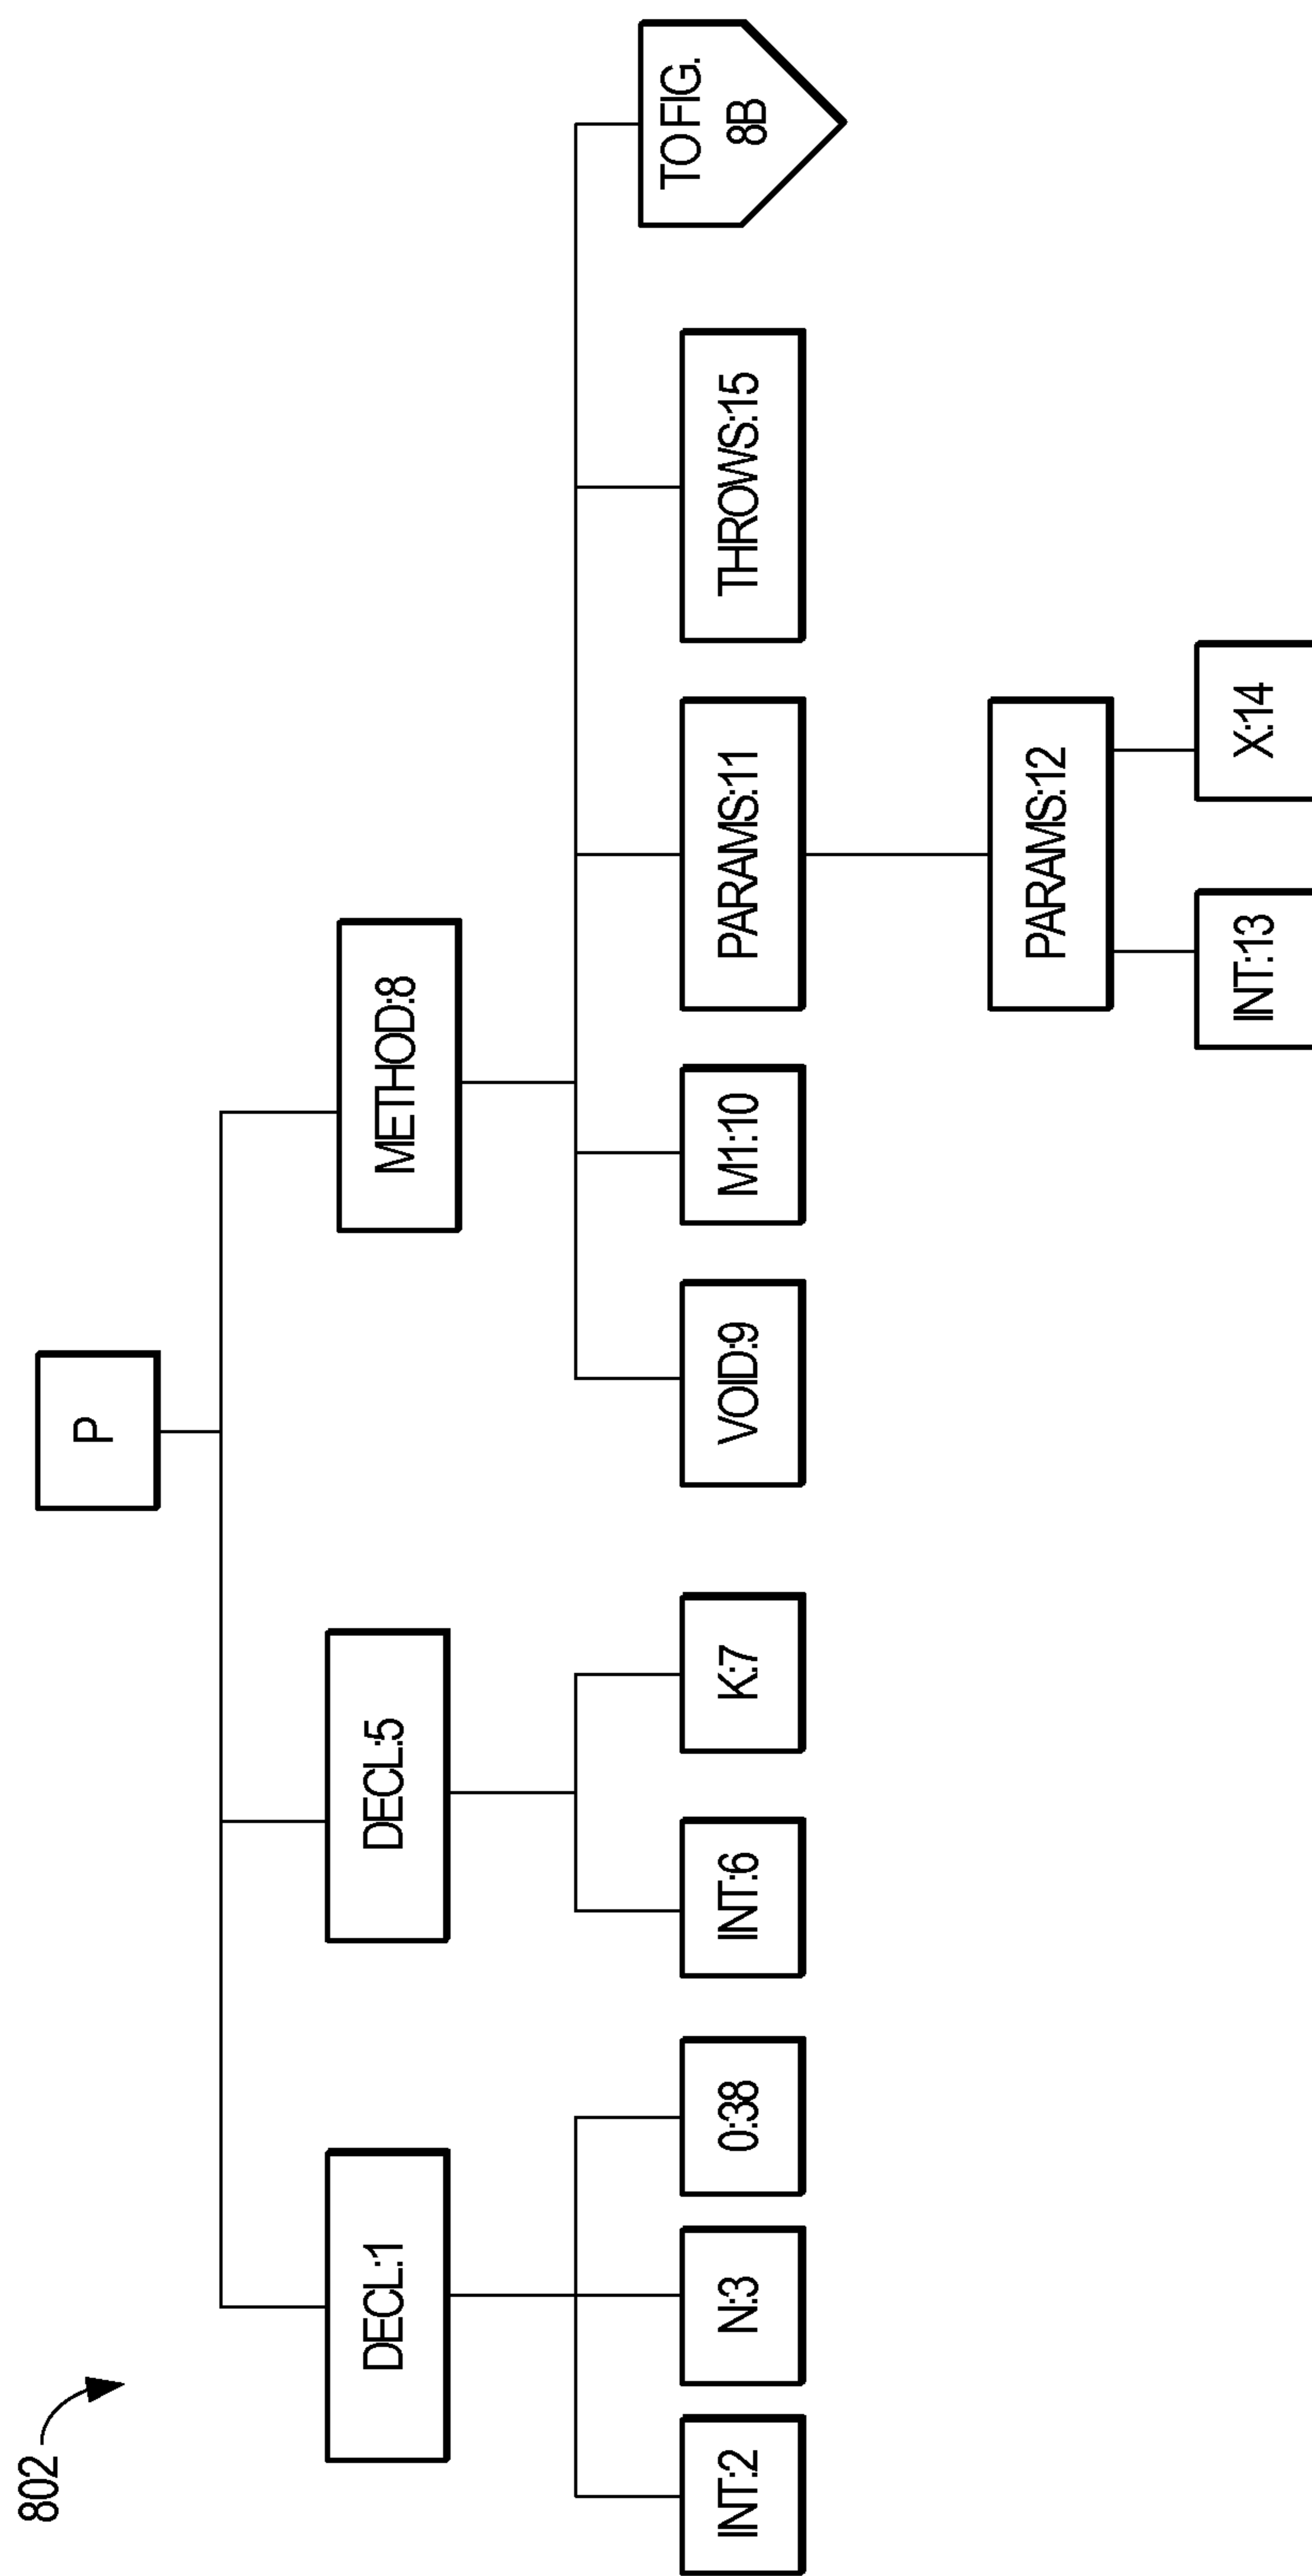 802
P
DECL:1
DECL:5
METHOD:8
INT:2
N:3
0:38
INT:6
K:7
VOID:9
M1:10
PARAMS:11
THROWS:15
TO FIG.
8B
PARAMS:12
INT:13
X:14